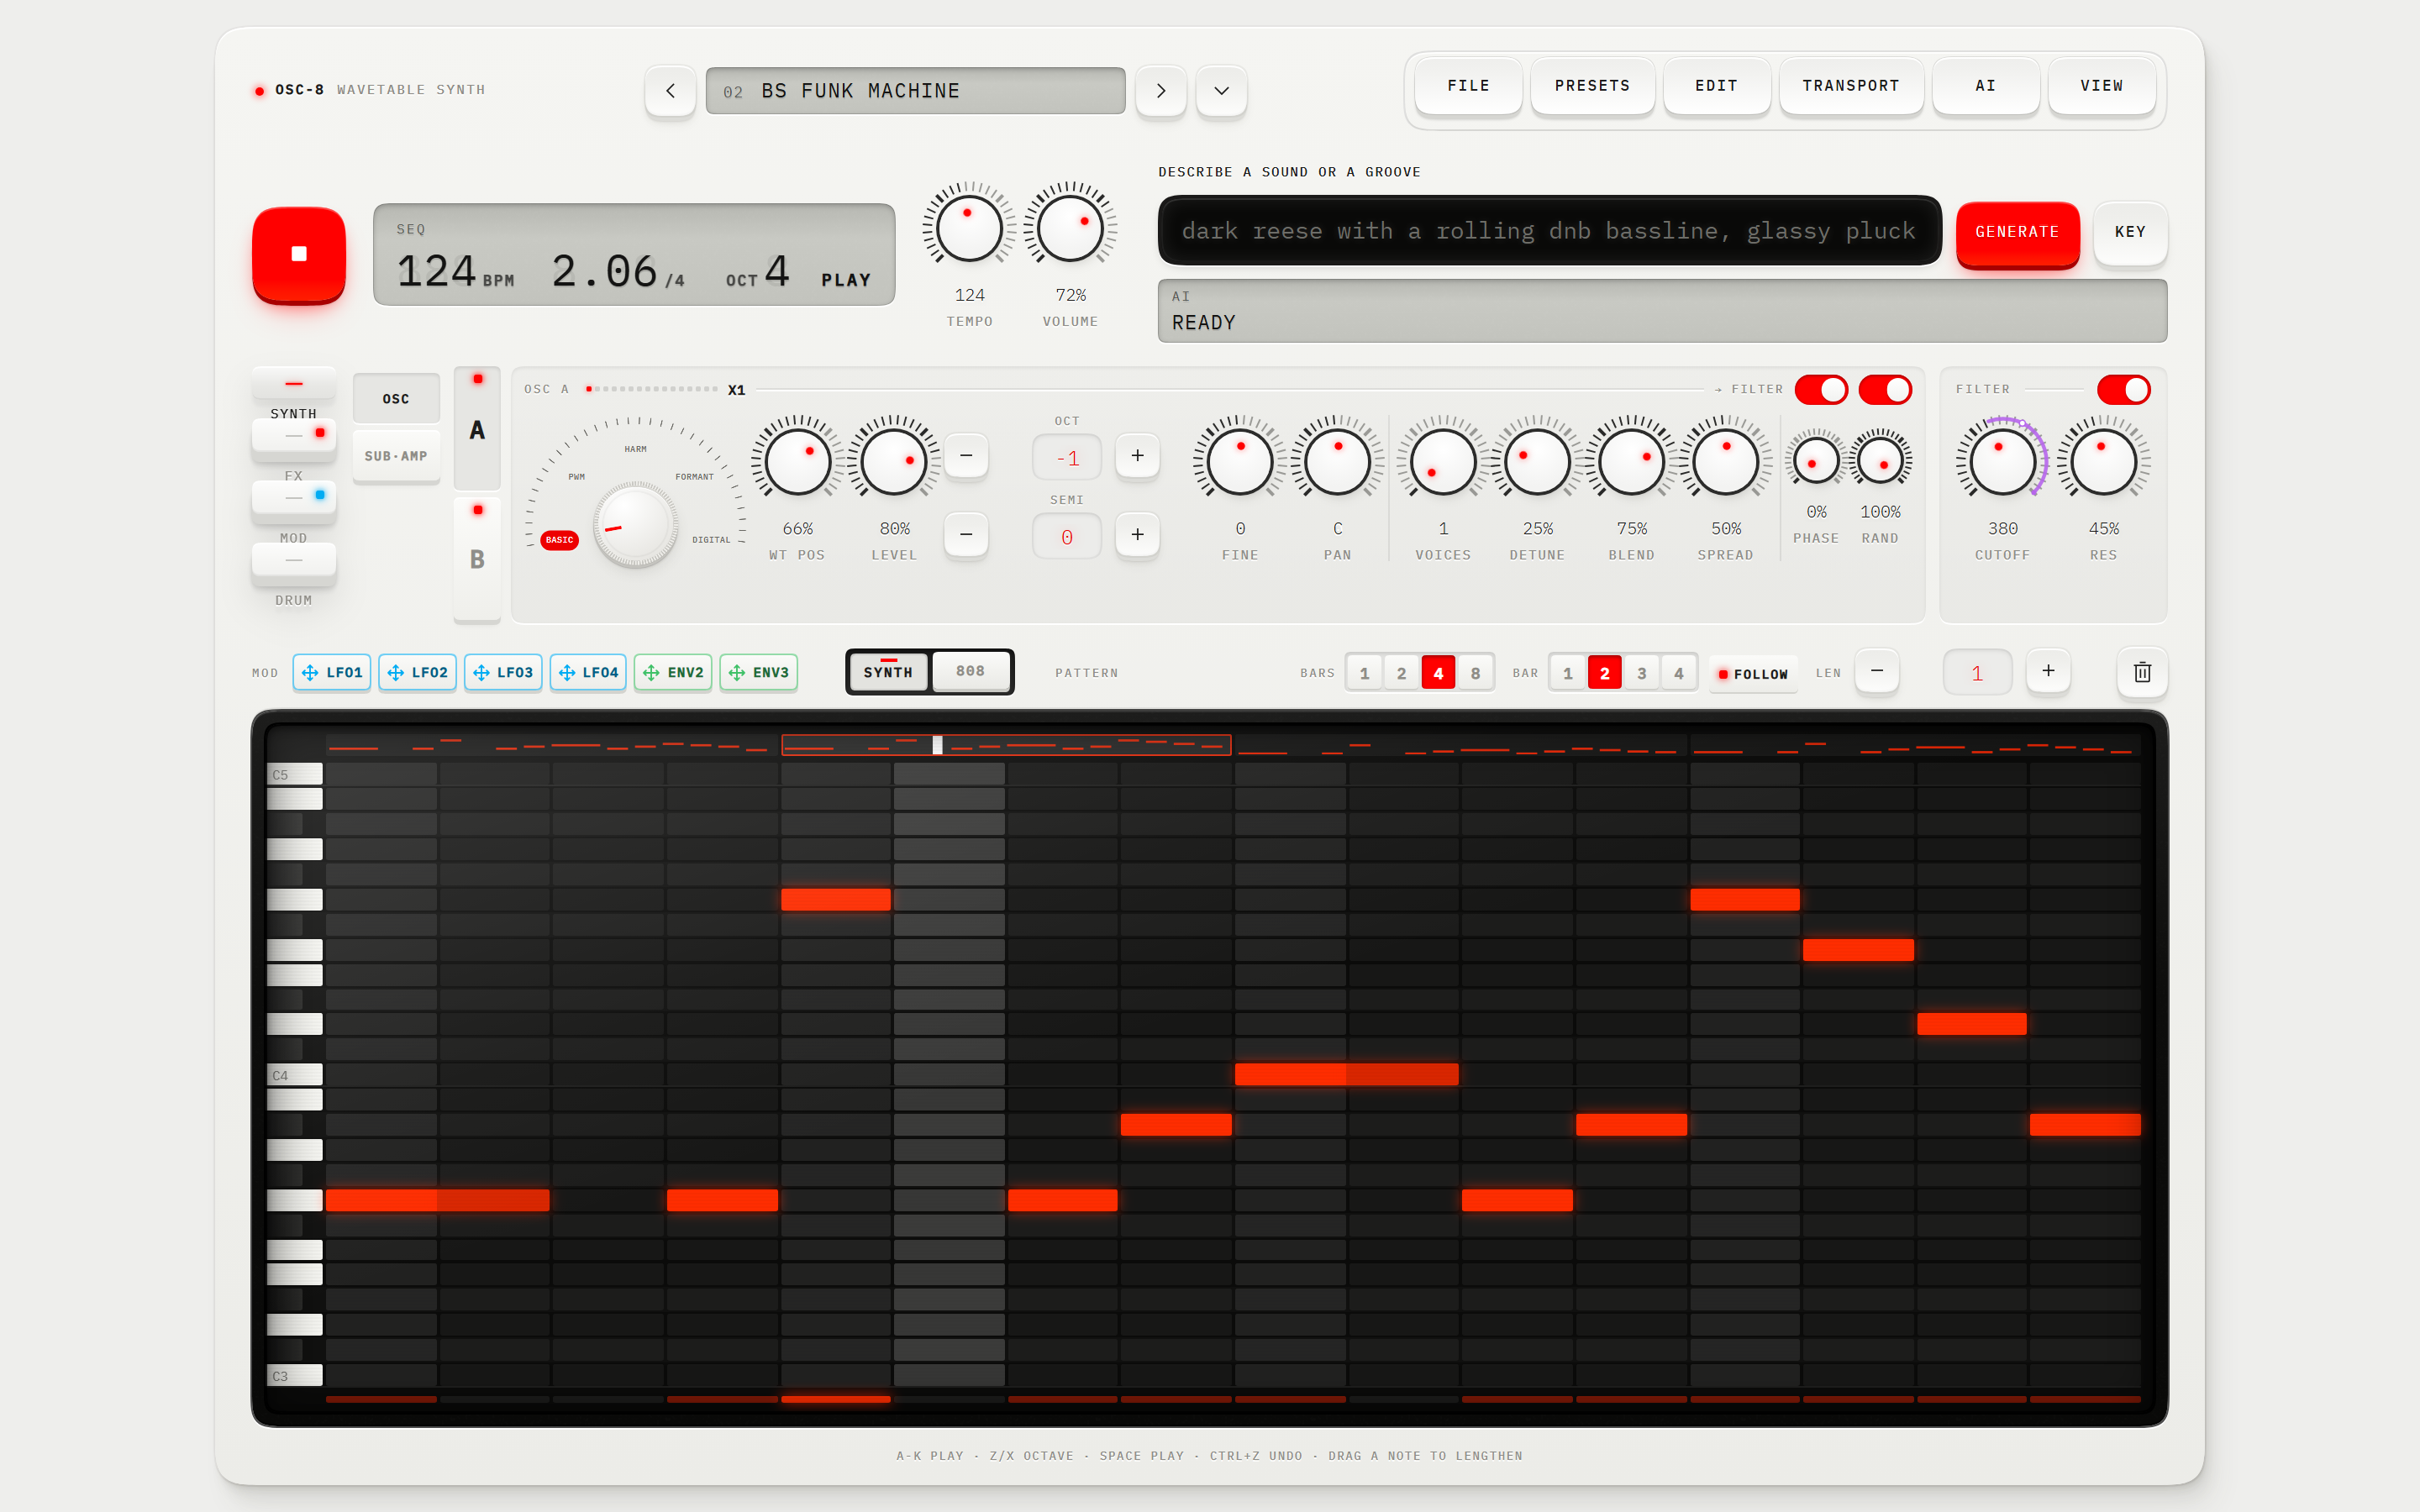 OSC-8 WAVETABLE SYNTH
02 BS FUNK MACHINE
FILE PRESETS EDIT TRANSPORT AI VIEW
DESCRIBE A SOUND OR A GROOVE
dark reese with a rolling dnb bassline, glassy pluck
GENERATE KEY
SEQ
124 BPM 2.06 /4 OCT 4 PLAY
124 72%
TEMPO VOLUME
AI
READY
SYNTH
FX
MOD
DRUM
OSC
SUB·AMP
A
B
OSC A X1 → FILTER
HARM
PWM FORMANT
BASIC DIGITAL
66% 80%
WT POS LEVEL
OCT
− -1 +
SEMI
− 0 +
0 C 1 25% 75% 50%
FINE PAN VOICES DETUNE BLEND SPREAD
0% 100%
PHASE RAND
FILTER
380 45%
CUTOFF RES
MOD LFO1 LFO2 LFO3 LFO4 ENV2 ENV3
SYNTH 808
PATTERN
BARS 1 2 4 8 BAR 1 2 3 4 FOLLOW LEN − 1 +
C5
C4
C3
A-K PLAY · Z/X OCTAVE · SPACE PLAY · CTRL+Z UNDO · DRAG A NOTE TO LENGTHEN